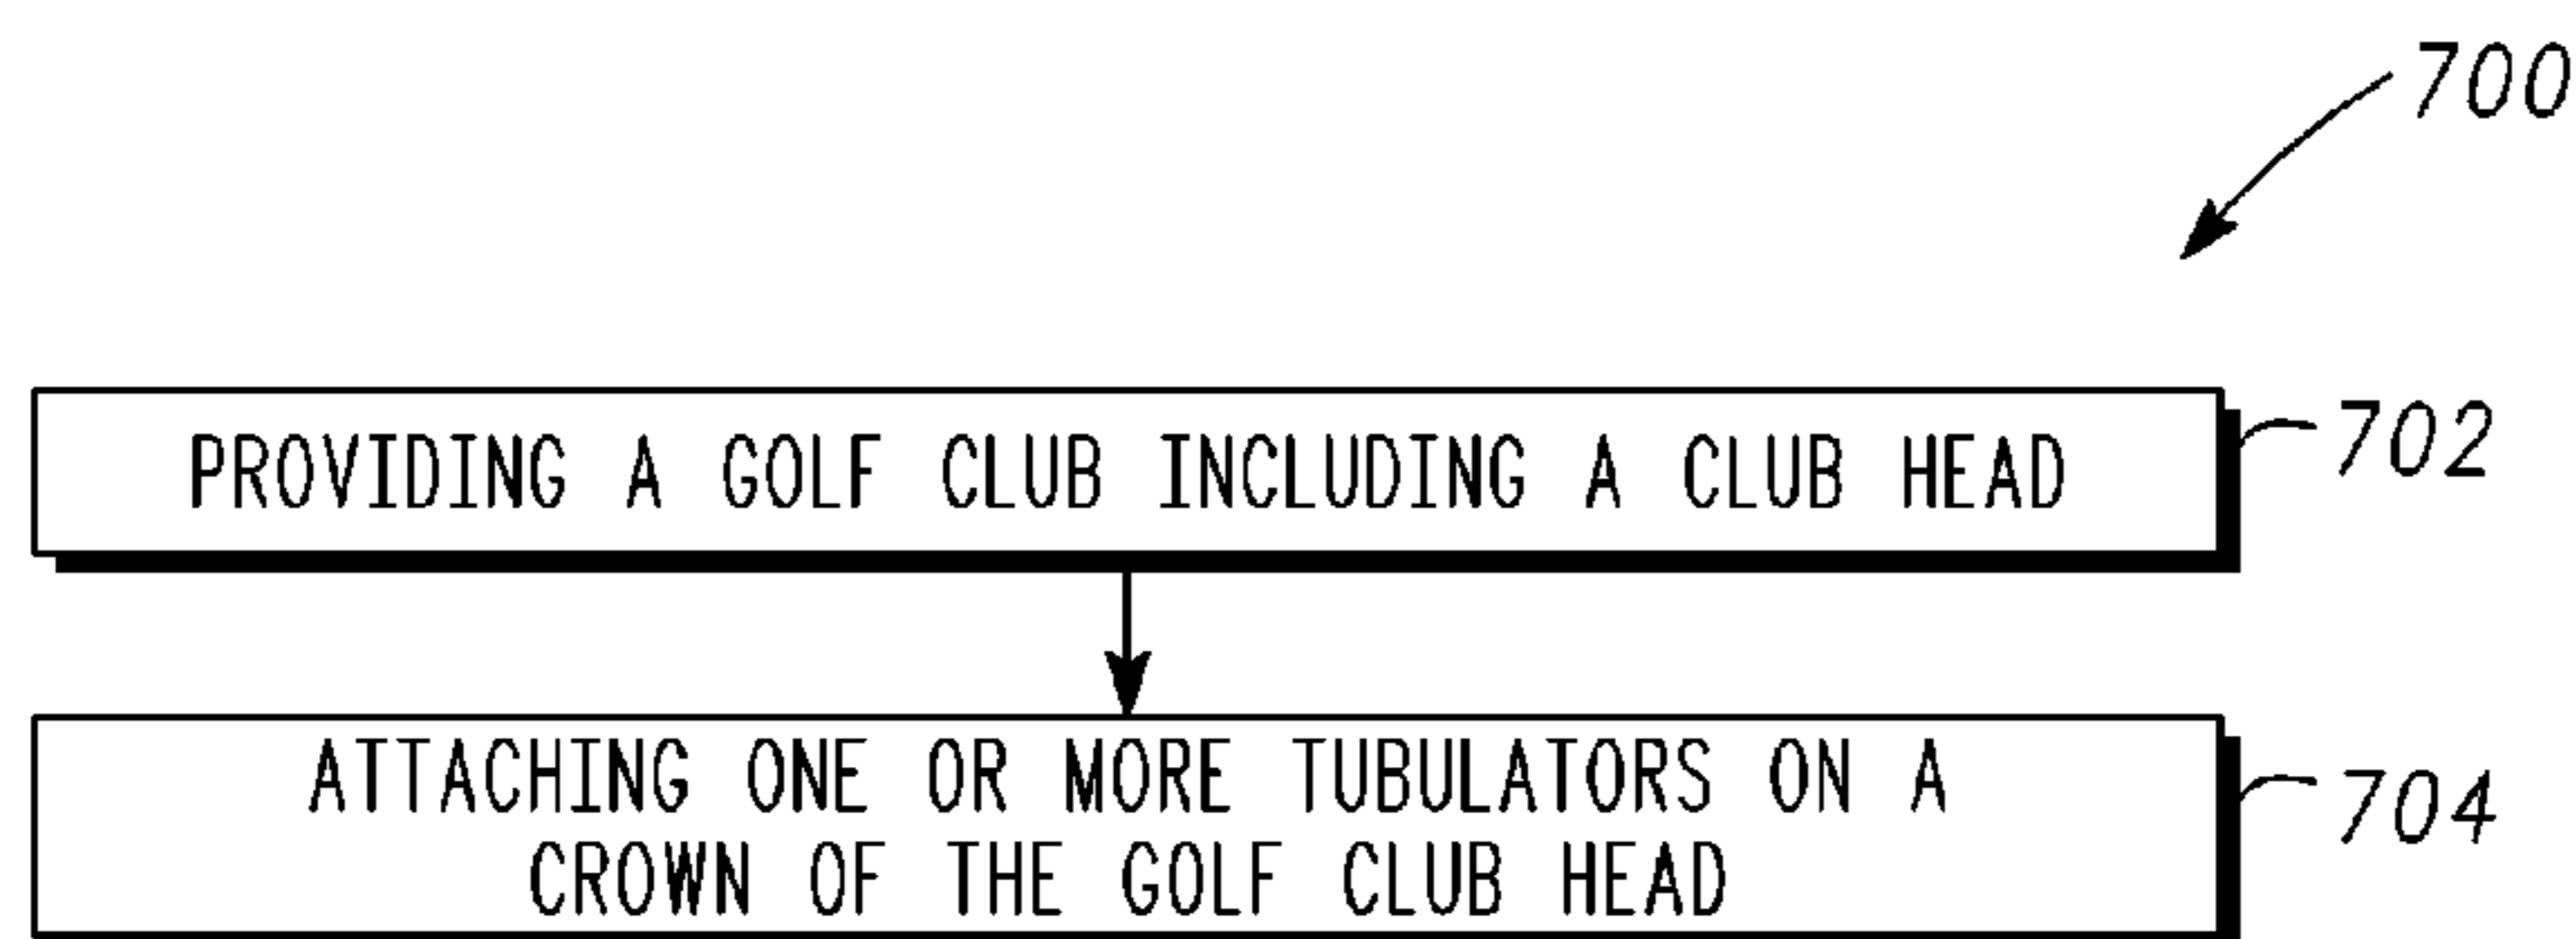 700
PROVIDING A GOLF CLUB INCLUDING A CLUB HEAD
702
ATTACHING ONE OR MORE TUBULATORS ON A
CROWN OF THE GOLF CLUB HEAD
704